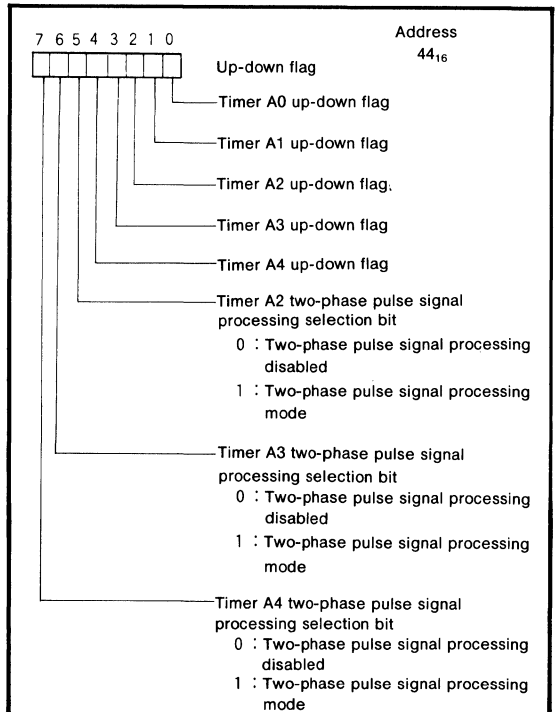 Address
44₁₆
7 6 5 4 3 2 1 0
Up-down flag
Timer A0 up-down flag
Timer A1 up-down flag
Timer A2 up-down flag
Timer A3 up-down flag
Timer A4 up-down flag
Timer A2 two-phase pulse signal
processing selection bit
0 : Two-phase pulse signal processing
disabled
1 : Two-phase pulse signal processing
mode
Timer A3 two-phase pulse signal
processing selection bit
0 : Two-phase pulse signal processing
disabled
1 : Two-phase pulse signal processing
mode
Timer A4 two-phase pulse signal
processing selection bit
0 : Two-phase pulse signal processing
disabled
1 : Two-phase pulse signal processing
mode